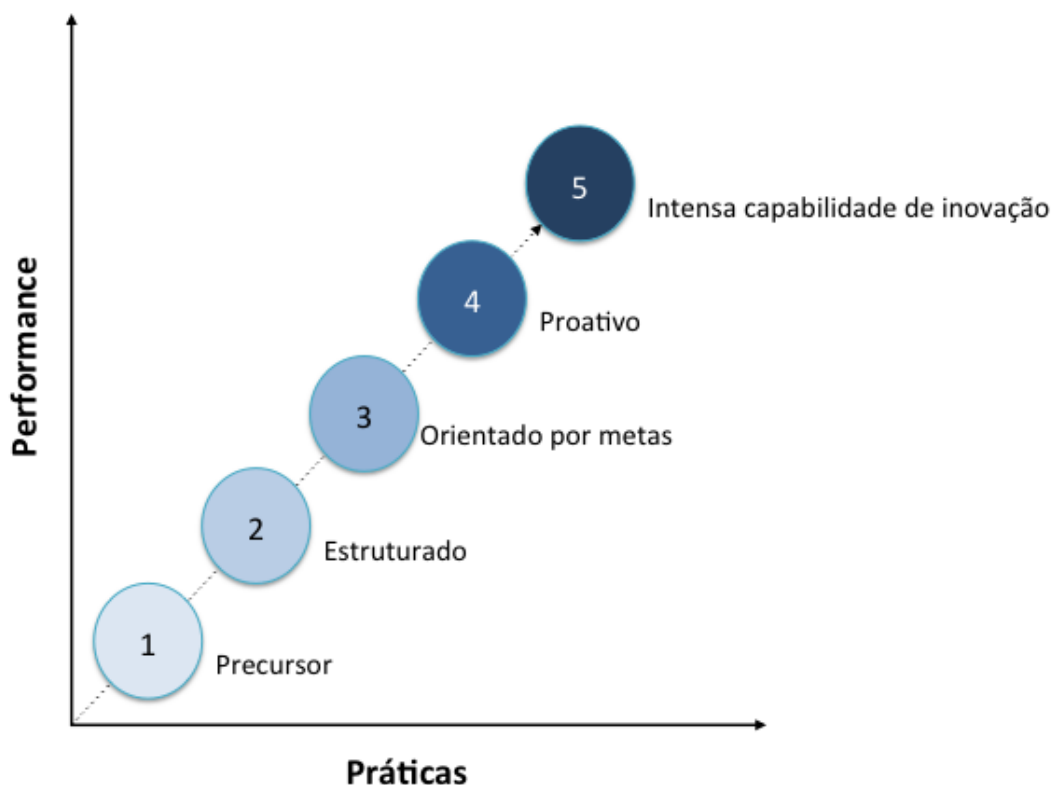 5
Intensa capabilidade de inovação
4
Proativo
Performance
3
Orientado por metas
2
Estruturado
1
Precursor
Práticas